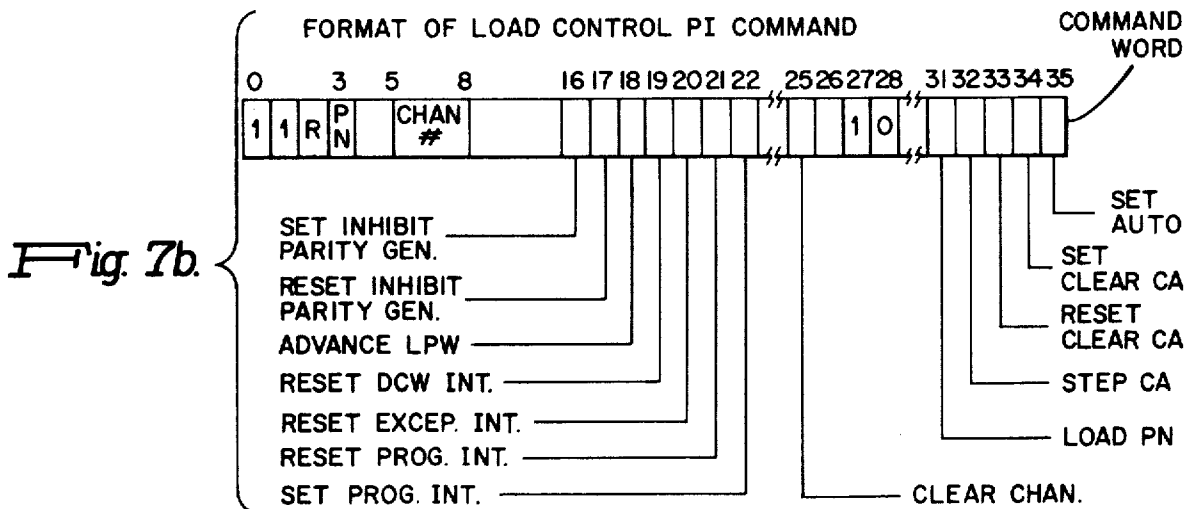 FORMAT OF LOAD CONTROL PI COMMAND
COMMAND
WORD
0 3 5 8 16 17 18 19 20 21 22 25 26 27 28 31 32 33 34 35
1 1 R P N CHAN # 1 0
SET INHIBIT
PARITY GEN.
RESET INHIBIT
PARITY GEN.
ADVANCE LPW
RESET DCW INT.
RESET EXCEP. INT.
RESET PROG. INT.
SET PROG. INT.
SET
AUTO
SET
CLEAR CA
RESET
CLEAR CA
STEP CA
LOAD PN
CLEAR CHAN.
Fig. 7b.